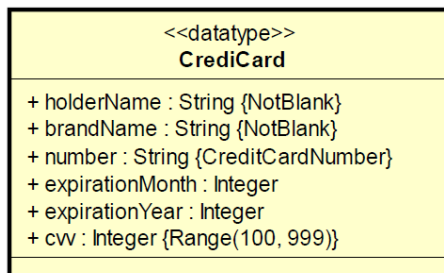 <<datatype>>
CrediCard
+ holderName : String {NotBlank}
+ brandName : String {NotBlank}
+ number : String {CreditCardNumber}
+ expirationMonth : Integer
+ expirationYear : Integer
+ cvv : Integer {Range(100, 999)}